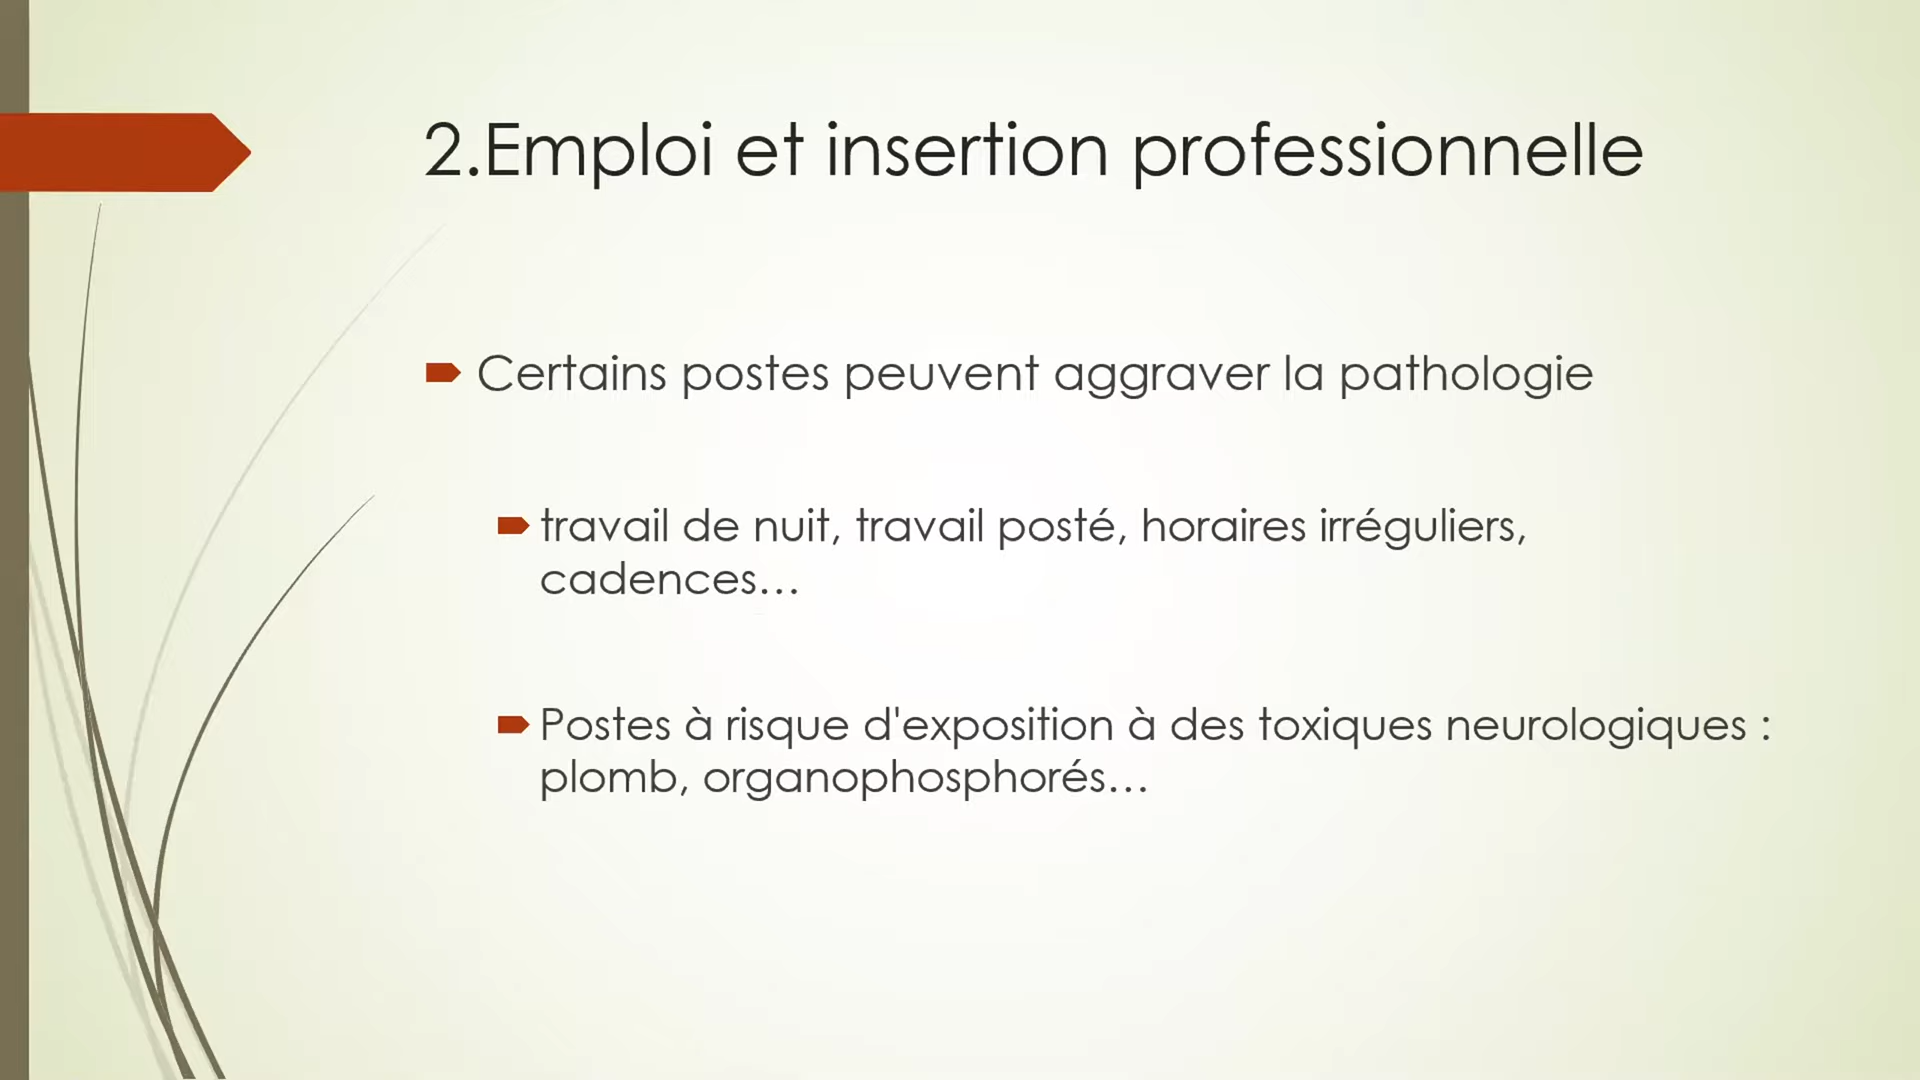 2.Emploi et insertion professionnelle
Certains postes peuvent aggraver la pathologie
travail de nuit, travail posté, horaires irréguliers,
cadences…
Postes à risque d'exposition à des toxiques neurologiques :
plomb, organophosphorés…